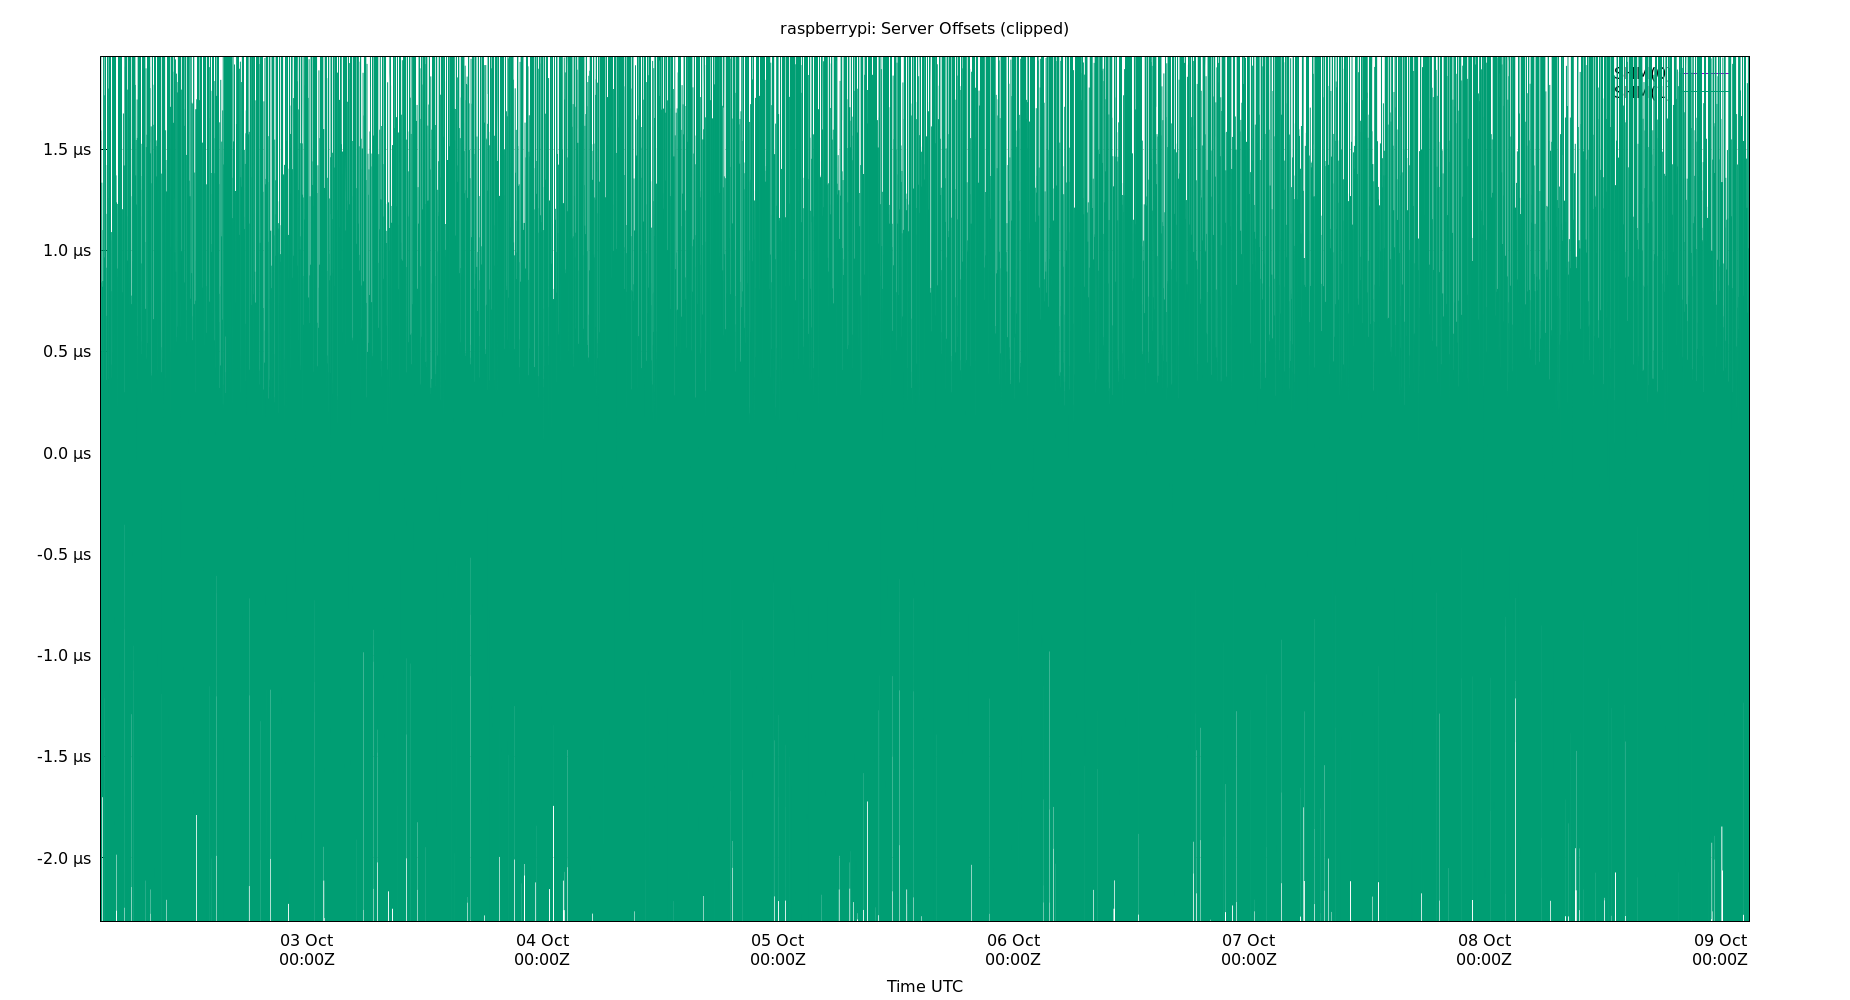 raspberrypi: Server Offsets (clipped)
1.5 µs
1.0 µs
0.5 µs
0.0 µs
-0.5 µs
-1.0 µs
-1.5 µs
-2.0 µs
03 Oct 04 Oct 05 Oct 06 Oct 07 Oct 08 Oct 09 Oct
00:00Z 00:00Z 00:00Z 00:00Z 00:00Z 00:00Z 00:00Z
Time UTC